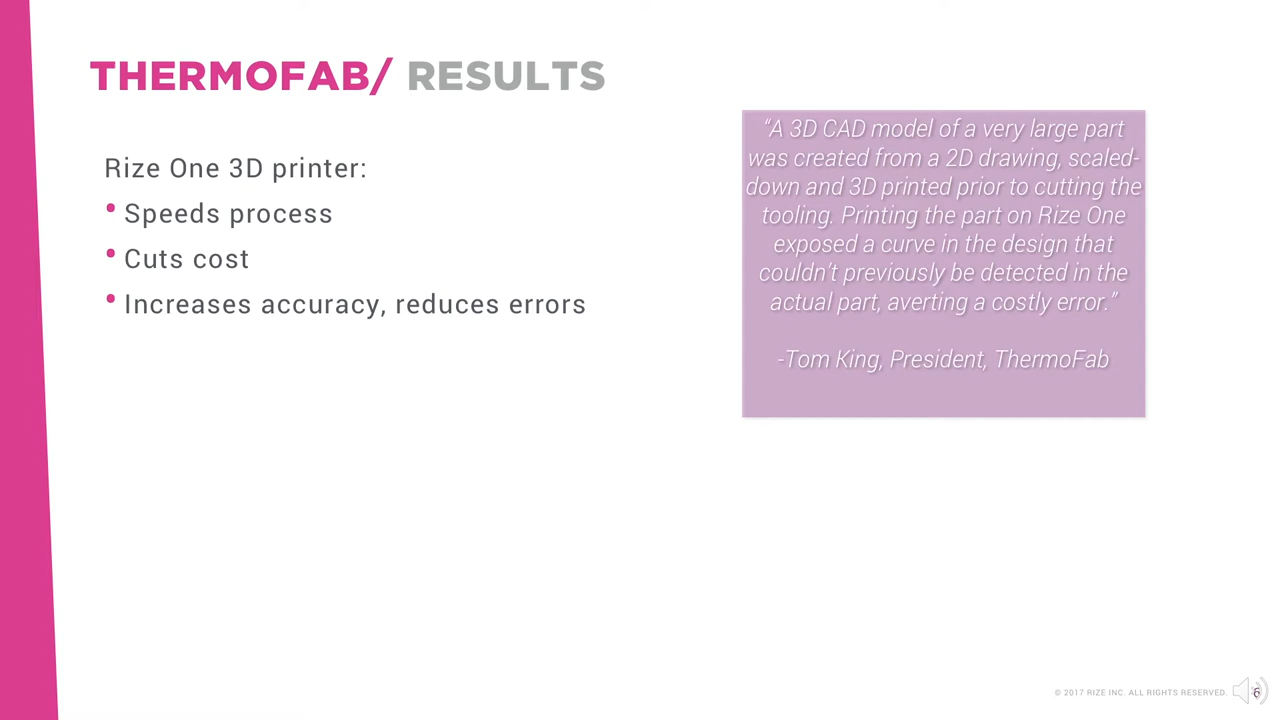 THERMOFAB/ RESULTS
Rize One 3D printer:
• Speeds process
• Cuts cost
• Increases accuracy, reduces errors
“A 3D CAD model of a very large part
was created from a 2D drawing, scaled-
down and 3D printed prior to cutting the
tooling. Printing the part on Rize One
exposed a curve in the design that
couldn’t previously be detected in the
actual part, averting a costly error.”
-Tom King, President, ThermoFab
© 2017 RIZE INC. ALL RIGHTS RESERVED.
6